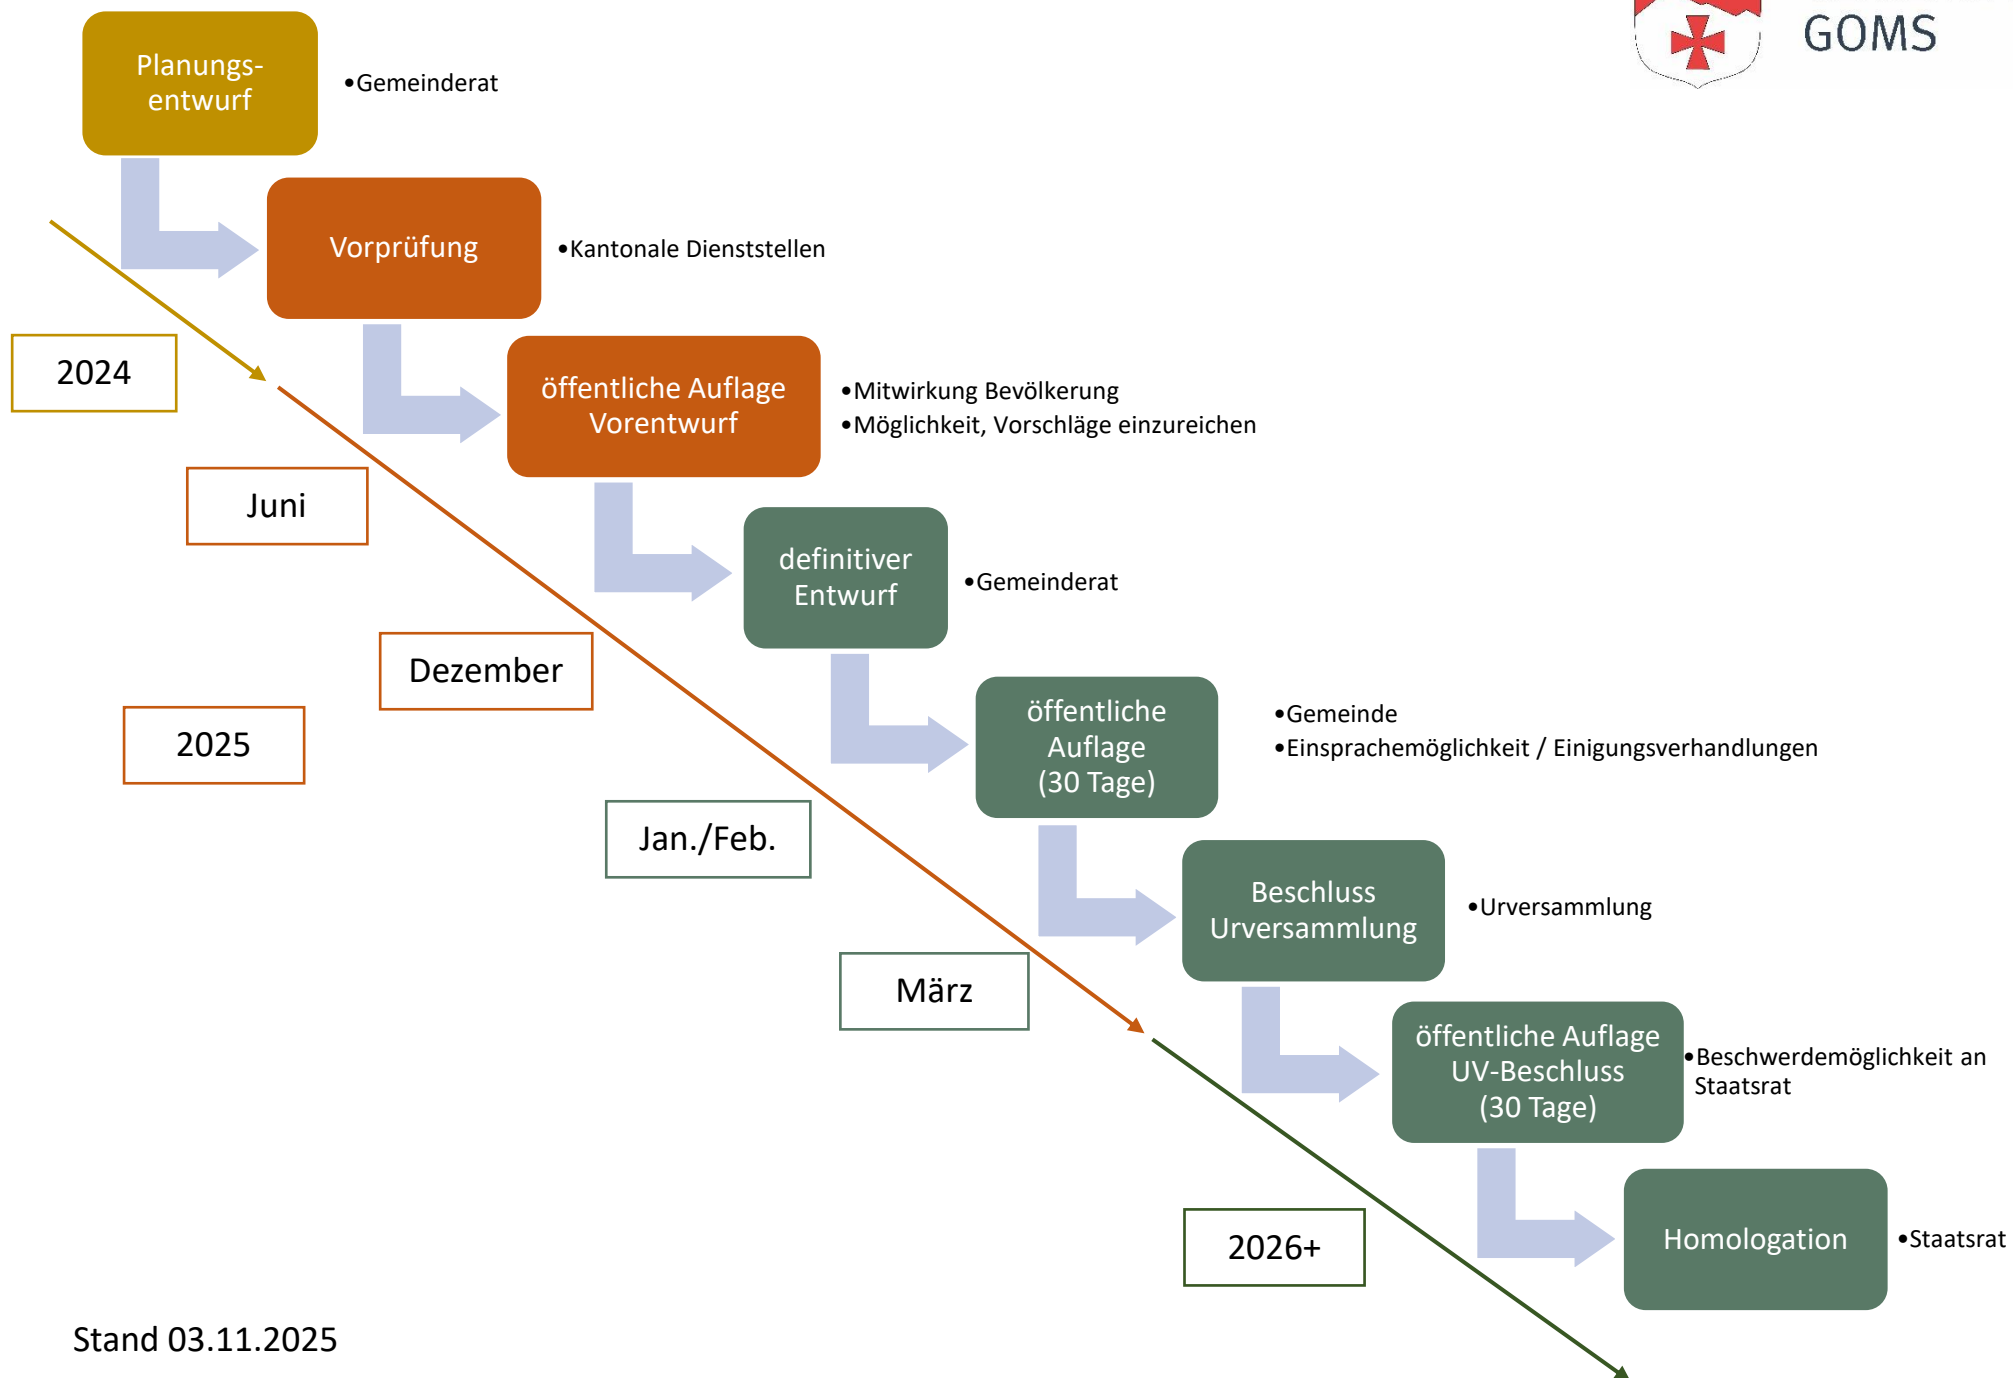 GOMS
Planungs-
entwurf
•Gemeinderat
Vorprüfung
•Kantonale Dienststellen
2024
öffentliche Auflage
Vorentwurf
•Mitwirkung Bevölkerung
•Möglichkeit, Vorschläge einzureichen
Juni
definitiver
Entwurf
•Gemeinderat
Dezember
2025
öffentliche
Auflage
(30 Tage)
•Gemeinde
•Einsprachemöglichkeit / Einigungsverhandlungen
Jan./Feb.
Beschluss
Urversammlung
•Urversammlung
März
öffentliche Auflage
UV-Beschluss
(30 Tage)
•Beschwerdemöglichkeit an
Staatsrat
2026+
Homologation
•Staatsrat
Stand 03.11.2025